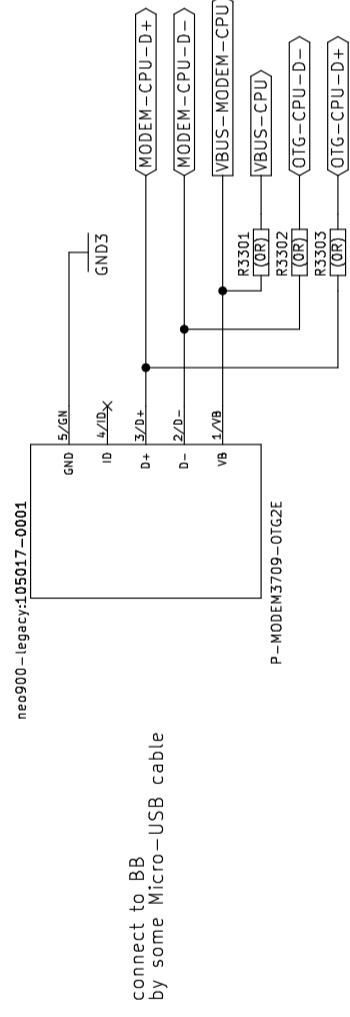 neo900-legacy:105017-0001
GND
5/GN
GND3
ID
4/ID
D+
3/D+
MODEM-CPU-D+
D-
2/D-
MODEM-CPU-D-
VB
1/VB
VBUS-MODEM-CPU
R3301
(0R)
VBUS-CPU
R3302
(0R)
OTG-CPU-D-
R3303
(0R)
OTG-CPU-D+
P-MODEM3709-OTG2E
connect to BB
by some Micro-USB cable